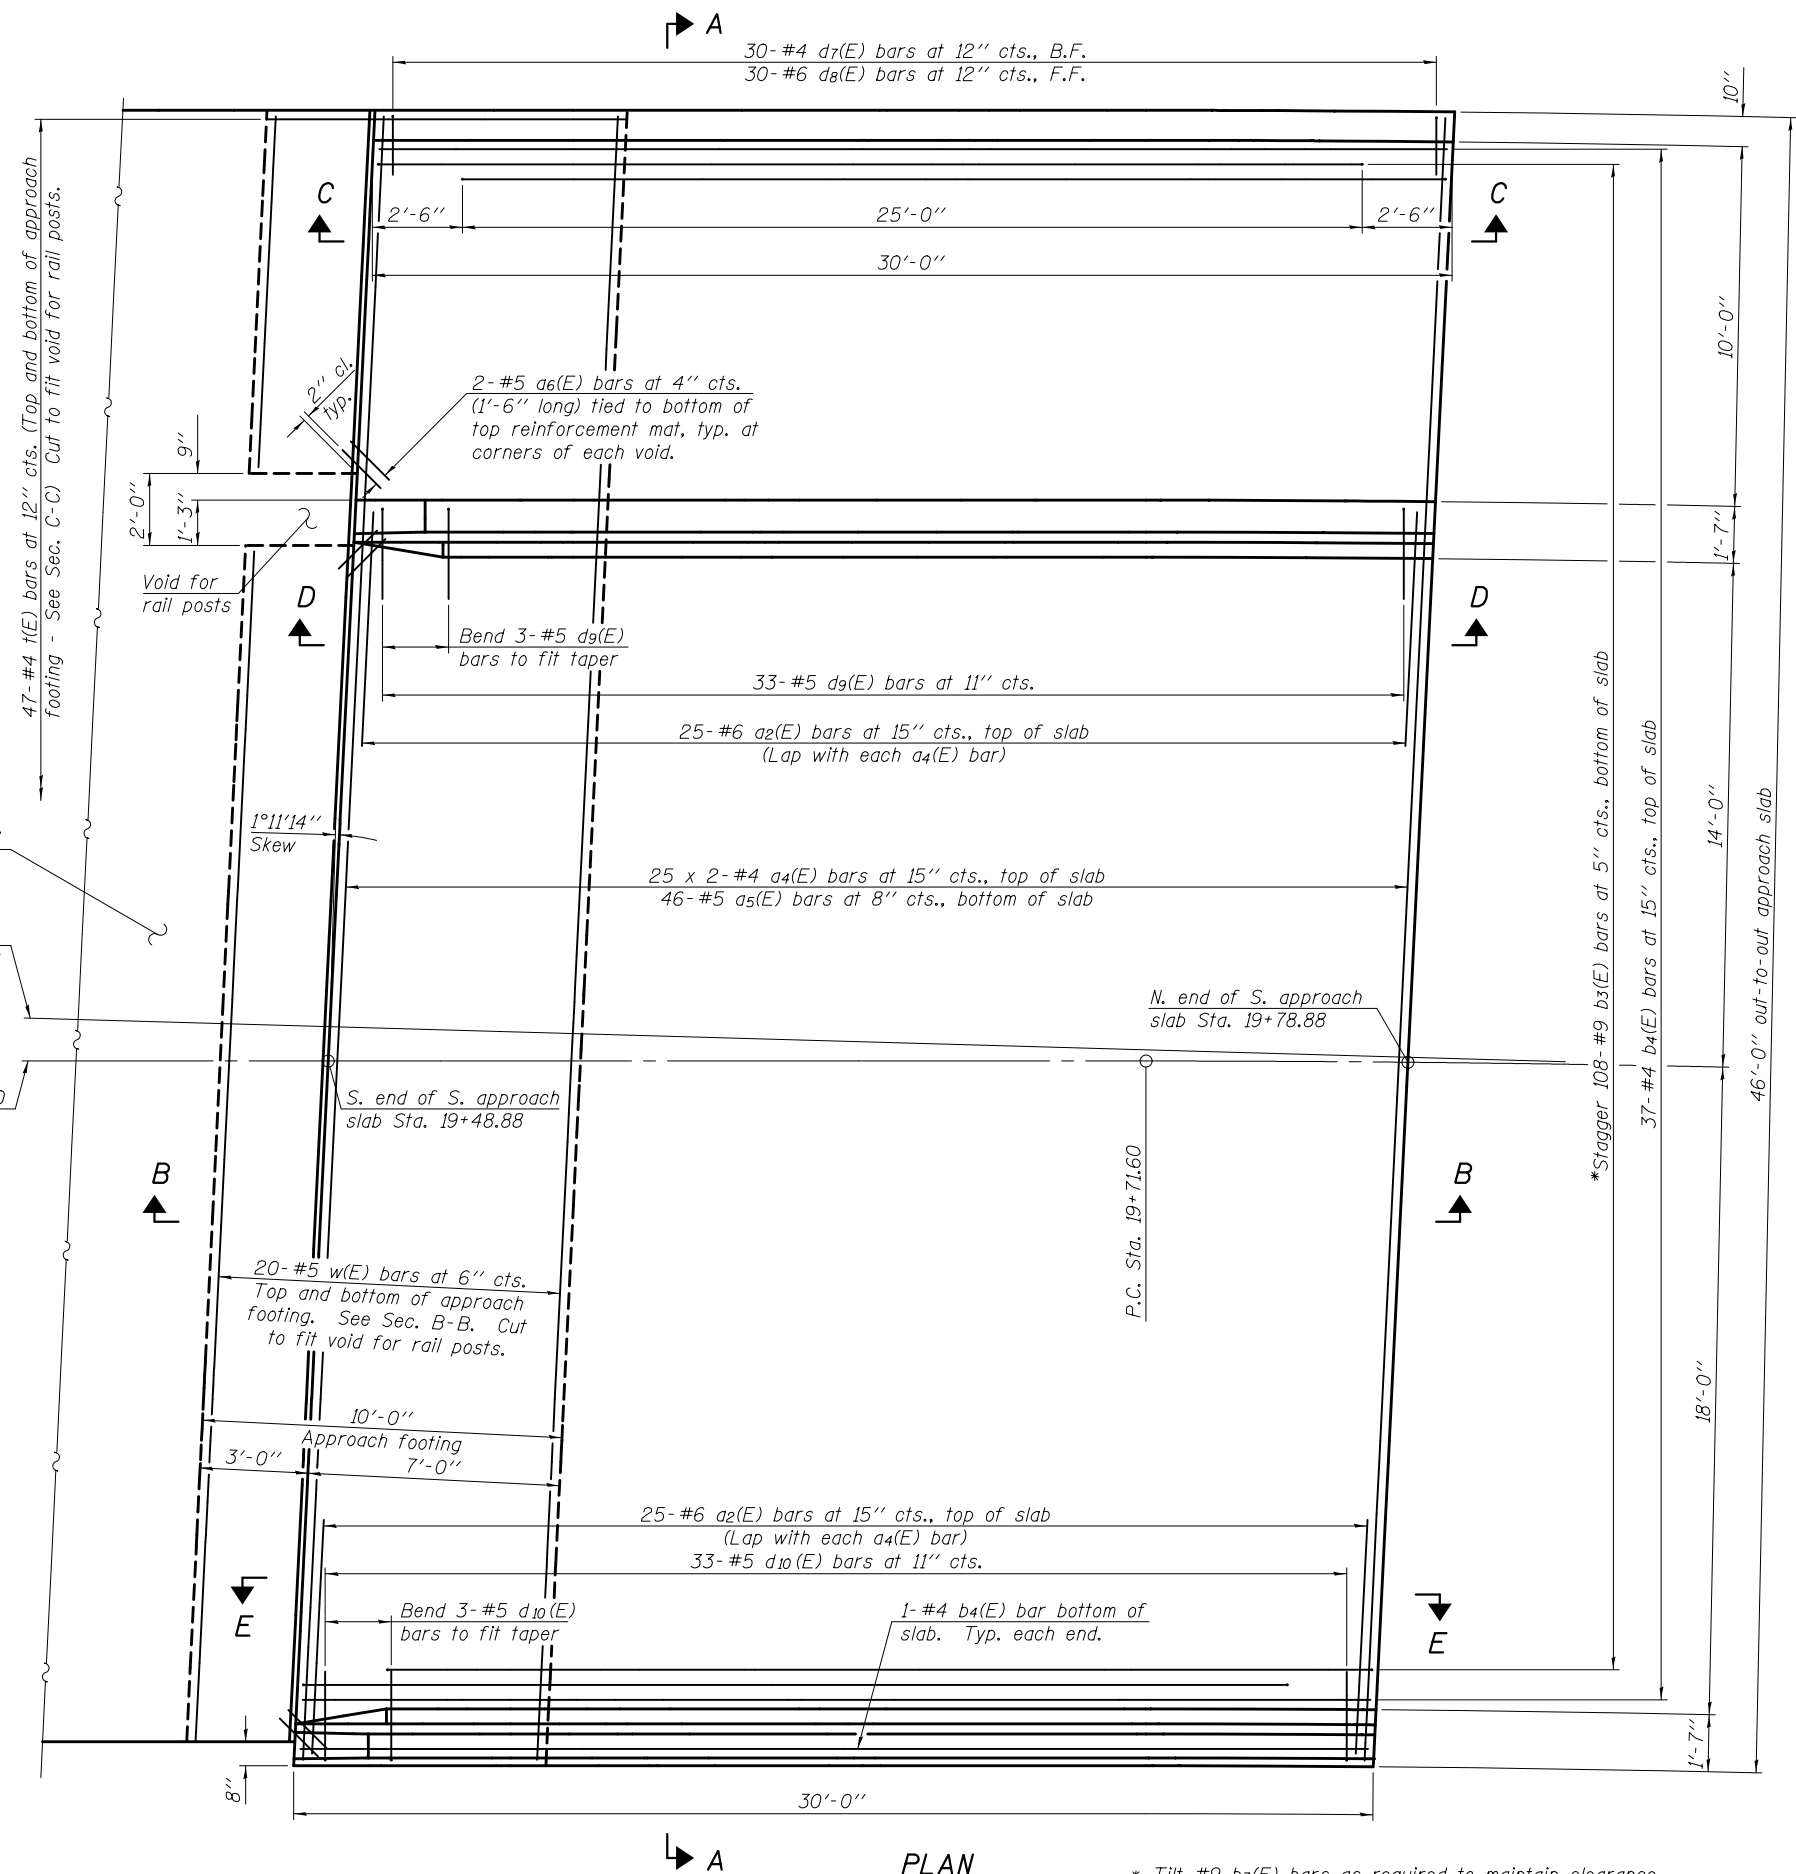 A
30-#4 d7(E) bars at 12" cts., B.F.
30-#6 d8(E) bars at 12" cts., F.F.
10"
47-#4 t(E) bars at 12" cts. (Top and bottom of approach
footing - See Sec. C-C) Cut to fit void for rail posts.
C
C
2'-6"
25'-0"
2'-6"
30'-0"
10'-0"
2" cl.
typ.
2-#5 a6(E) bars at 4" cts.
(1'-6" long) tied to bottom of
top reinforcement mat, typ. at
corners of each void.
9"
2'-0"
1'-3"
1'-7"
Void for
rail posts
D
D
Bend 3-#5 d9(E)
bars to fit taper
33-#5 d9(E) bars at 11" cts.
25-#6 a2(E) bars at 15" cts., top of slab
(Lap with each a4(E) bar)
*Stagger 108-#9 b3(E) bars at 5" cts., bottom of slab
37-#4 b4(E) bars at 15" cts., top of slab
14'-0"
46'-0" out-to-out approach slab
1°11'14"
Skew
25 x 2-#4 a4(E) bars at 15" cts., top of slab
46-#5 a5(E) bars at 8" cts., bottom of slab
N. end of S. approach
slab Sta. 19+78.88
S. end of S. approach
slab Sta. 19+48.88
P.C. Sta. 19+71.60
B
B
20-#5 w(E) bars at 6" cts.
Top and bottom of approach
footing. See Sec. B-B. Cut
to fit void for rail posts.
18'-0"
10'-0"
Approach footing
3'-0"
7'-0"
25-#6 a2(E) bars at 15" cts., top of slab
(Lap with each a4(E) bar)
33-#5 d10(E) bars at 11" cts.
E
E
Bend 3-#5 d10(E)
bars to fit taper
1-#4 b4(E) bar bottom of
slab. Typ. each end.
1'-7"
8"
30'-0"
A
PLAN
* Tilt #9 b3(E) bars as required to maintain clearance